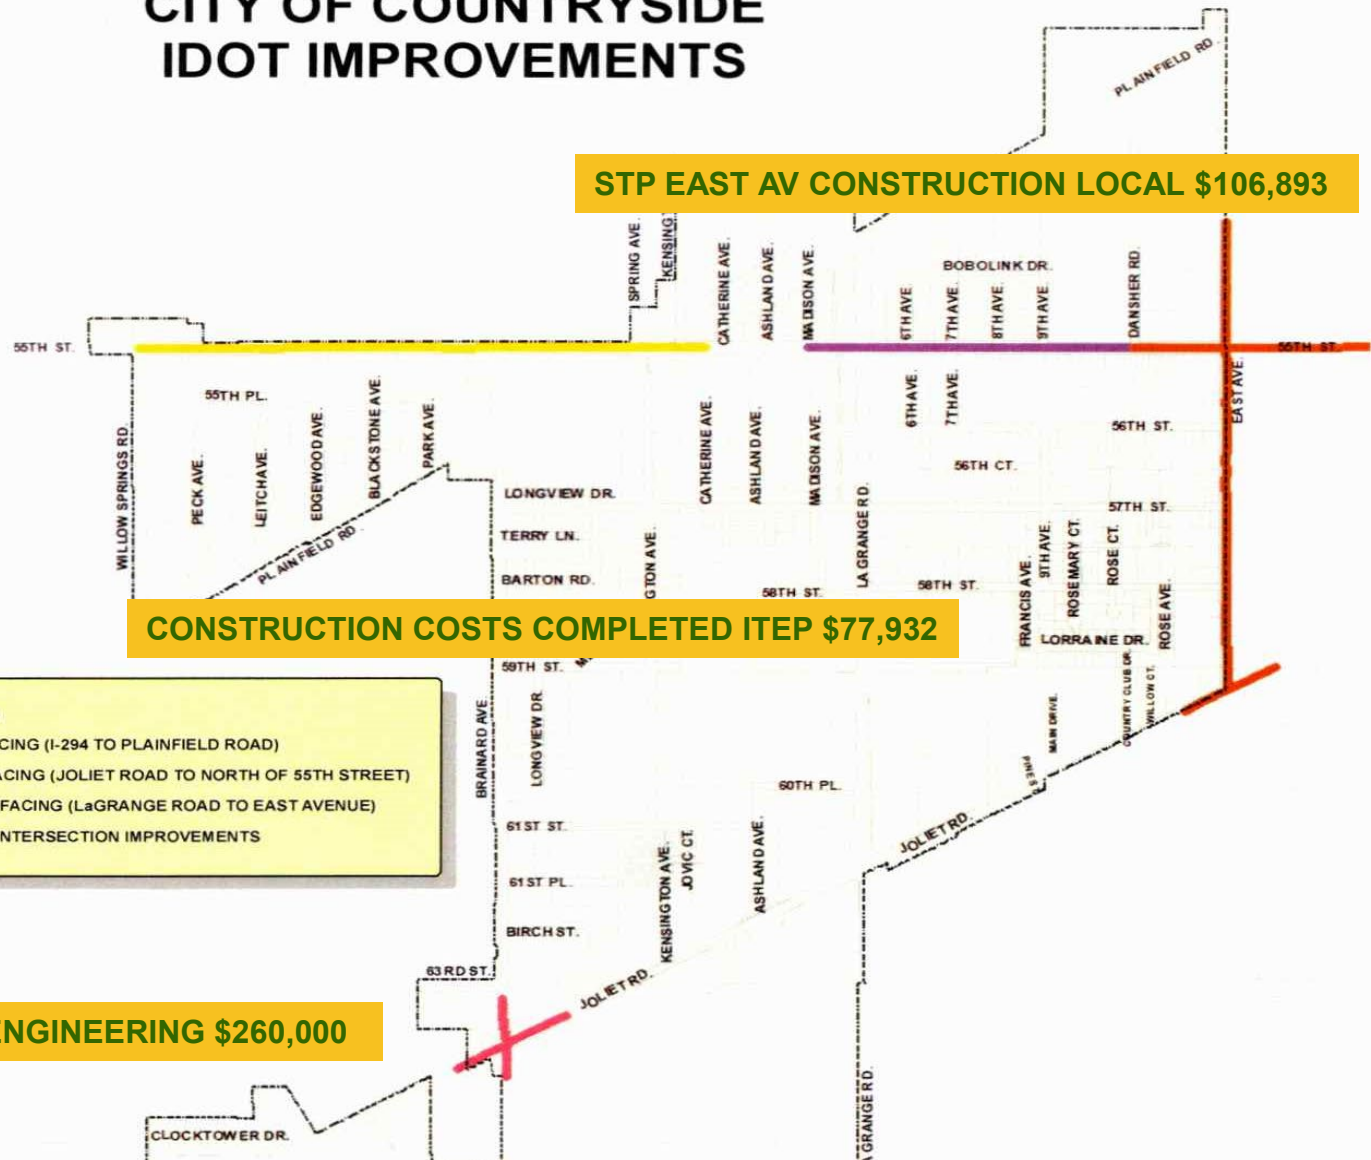 CITY OF COUNTRYSIDE
IDOT IMPROVEMENTS
PLAINFIELD RD.
STP EAST AV CONSTRUCTION LOCAL $106,893
SPRING AVE.
KENSING
CATHERINE AVE.
ASHLAND AVE.
MADISON AVE.
BOBOLINK DR.
6TH AVE.
7TH AVE.
8TH AVE.
9TH AVE.
DANSHER RD.
55TH ST.
55TH ST.
EAST AVE.
55TH PL.
WILLOW SPRINGS RD.
PECK AVE.
LEITCH AVE.
EDGEWOOD AVE.
BLACKSTONE AVE.
PARK AVE.
PLAINFIELD RD.
CATHERINE AVE.
ASHLAND AVE.
MADISON AVE.
6TH AVE.
7TH AVE.
56TH ST.
56TH CT.
57TH ST.
LONGVIEW DR.
TERRY LN.
BARTON RD.
GTON AVE.
LA GRANGE RD.
58TH ST.
58TH ST.
FRANCIS AVE.
9TH AVE.
ROSEMARY CT.
ROSE CT.
ROSE AVE.
CONSTRUCTION COSTS COMPLETED ITEP $77,932
LORRAINE DR.
59TH ST.
COUNTRY CLUB DR.
WILLOW CT.
MAIN DRIVE.
PINES
BRAINARD AVE.
LONGVIEW DR.
CING (I-294 TO PLAINFIELD ROAD)
ACING (JOLIET ROAD TO NORTH OF 55TH STREET)
FACING (LaGRANGE ROAD TO EAST AVENUE)
NTERSECTION IMPROVEMENTS
60TH PL.
61ST ST.
61ST PL.
BIRCH ST.
KENSINGTON AVE.
JOVIC CT.
ASHLAND AVE.
JOLIET RD.
63RD ST.
JOLIET RD.
ENGINEERING $260,000
CLOCKTOWER DR.
A GRANGE RD.